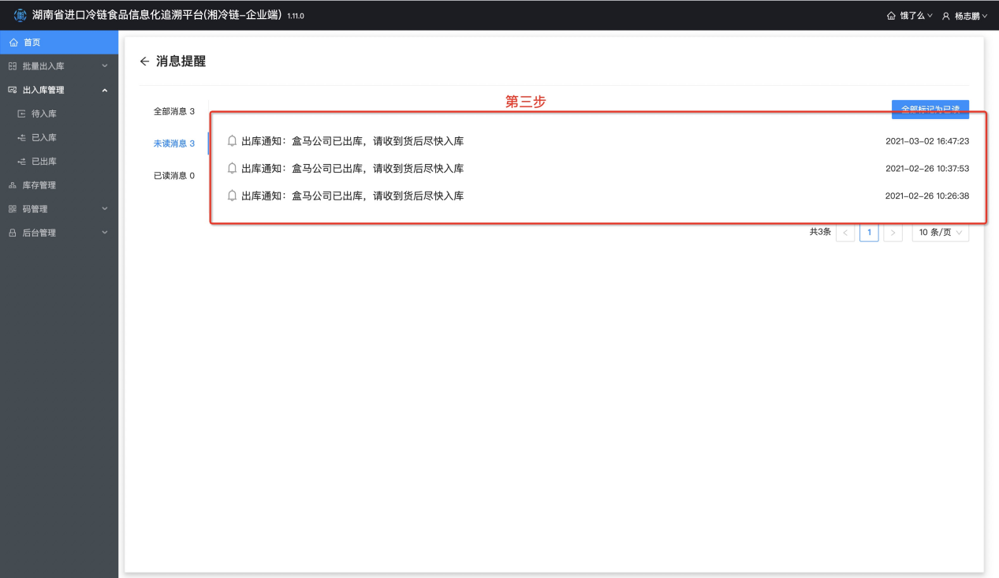 湖南省进口冷链食品信息化追溯平台(湘冷链-企业端) 1.11.0
饿了么
杨志鹏
首页
批量出入库
出入库管理
待入库
已入库
已出库
库存管理
码管理
后台管理
消息提醒
第三步
全部消息 3
全部标记为已读
未读消息 3
已读消息 0
出库通知：盒马公司已出库，请收到货后尽快入库 2021-03-02 16:47:23
出库通知：盒马公司已出库，请收到货后尽快入库 2021-02-26 10:37:53
出库通知：盒马公司已出库，请收到货后尽快入库 2021-02-26 10:26:38
共3条 < 1 > 10 条/页